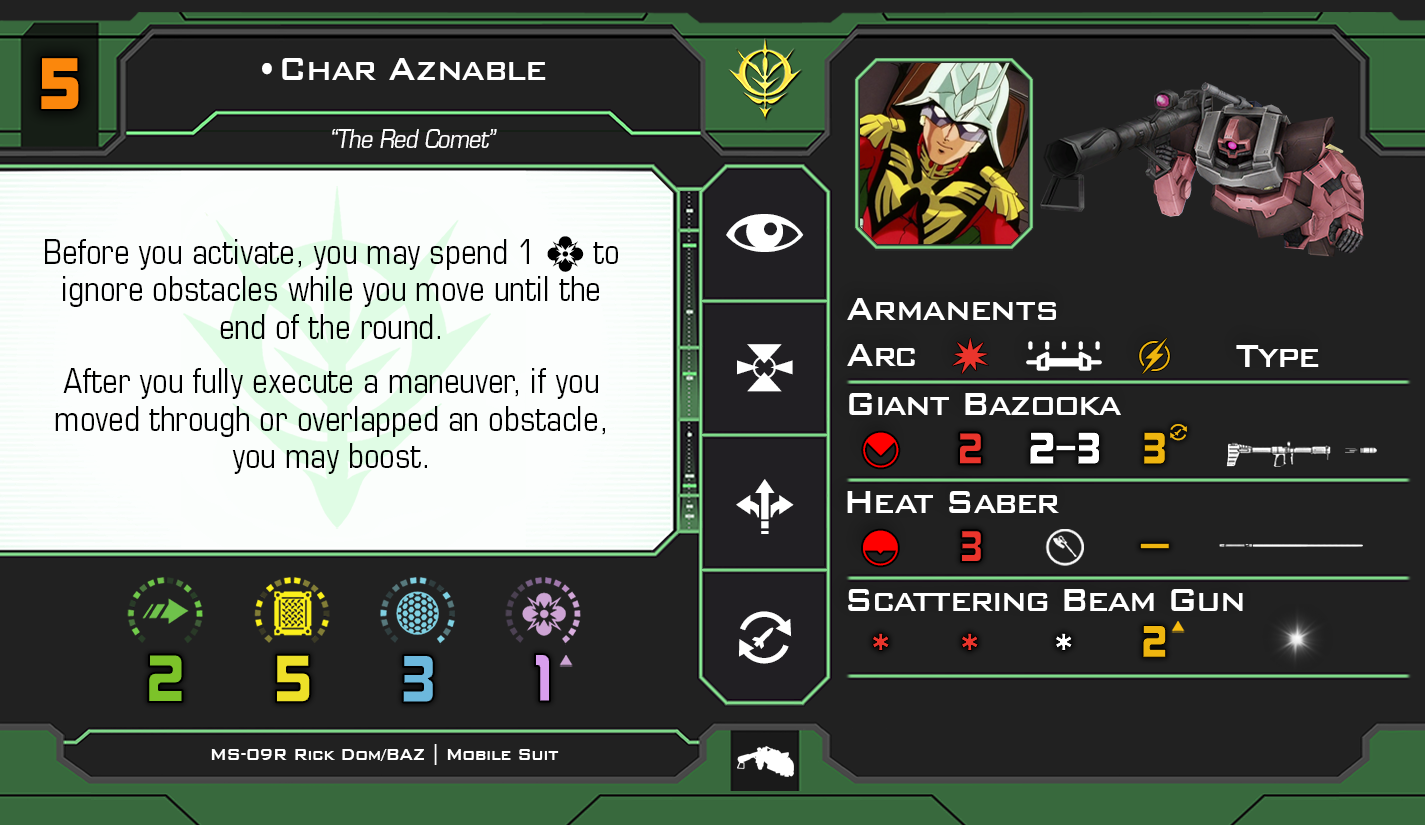 5
•Char Aznable
“The Red Comet”
Before you activate, you may spend 1 to
ignore obstacles while you move until the
end of the round.
After you fully execute a maneuver, if you
moved through or overlapped an obstacle,
you may boost.
2 5 3 1
MS-09R Rick Dom/BAZ | Mobile Suit
Armanents
Arc Type
Giant Bazooka
2 2–3 3
Heat Saber
3 –
Scattering Beam Gun
* * * 2